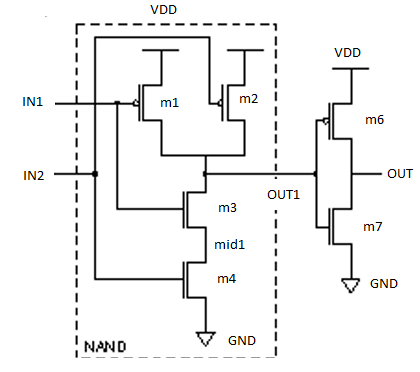 VDD
VDD
IN1
m1
m2
m6
IN2
OUT
OUT1
m3
m7
mid1
m4
GND
GND
NAND